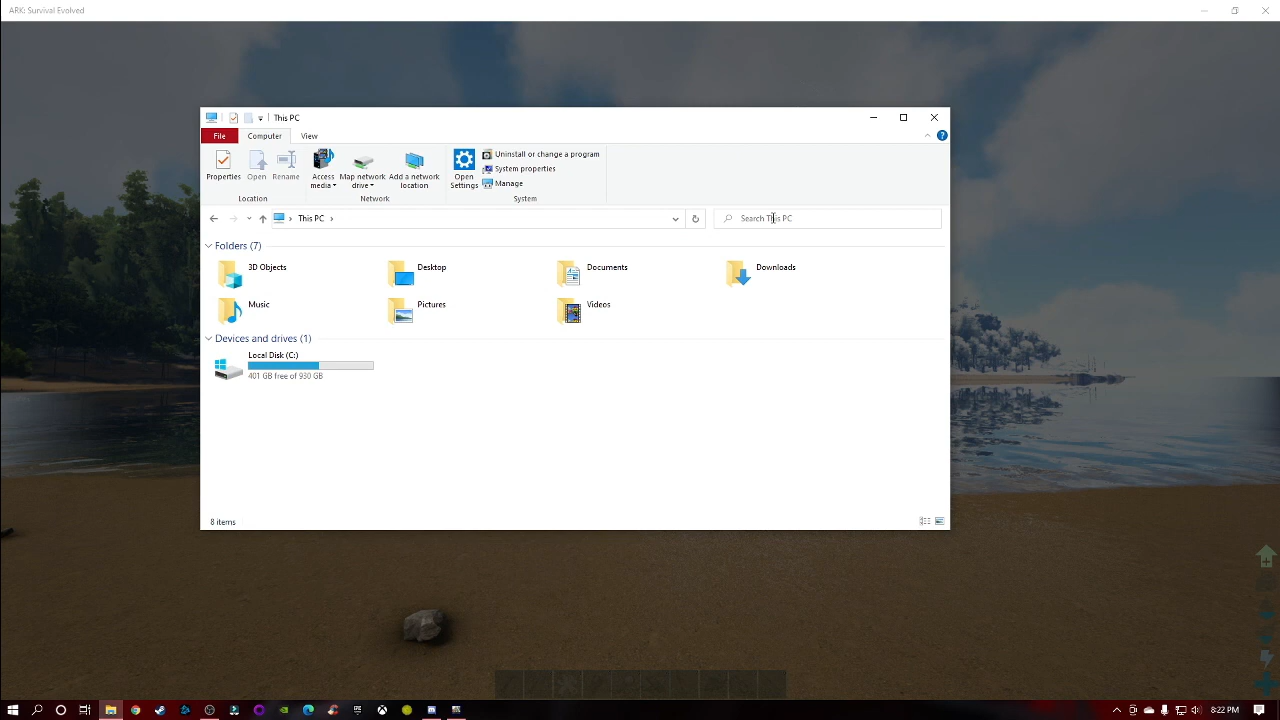 ARK: Survival Evolved
This PC
File Computer View
Properties Open Rename Access media Map network drive Add a network location Open Settings Uninstall or change a program
System properties
Manage
Location Network System
This PC
Search This PC
Folders (7)
3D Objects Desktop Documents Downloads
Music Pictures Videos
Devices and drives (1)
Local Disk (C:)
401 GB free of 930 GB
8 items
8:22 PM